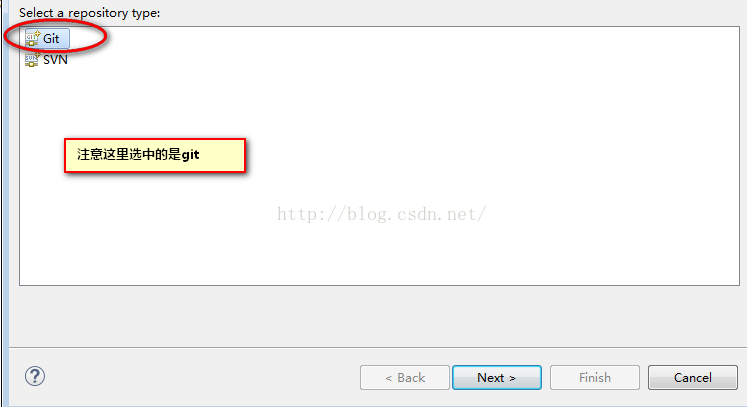 Select a repository type:
Git
SVN
注意这里选中的是git
http://blog.csdn.net/
?
< Back
Next >
Finish
Cancel